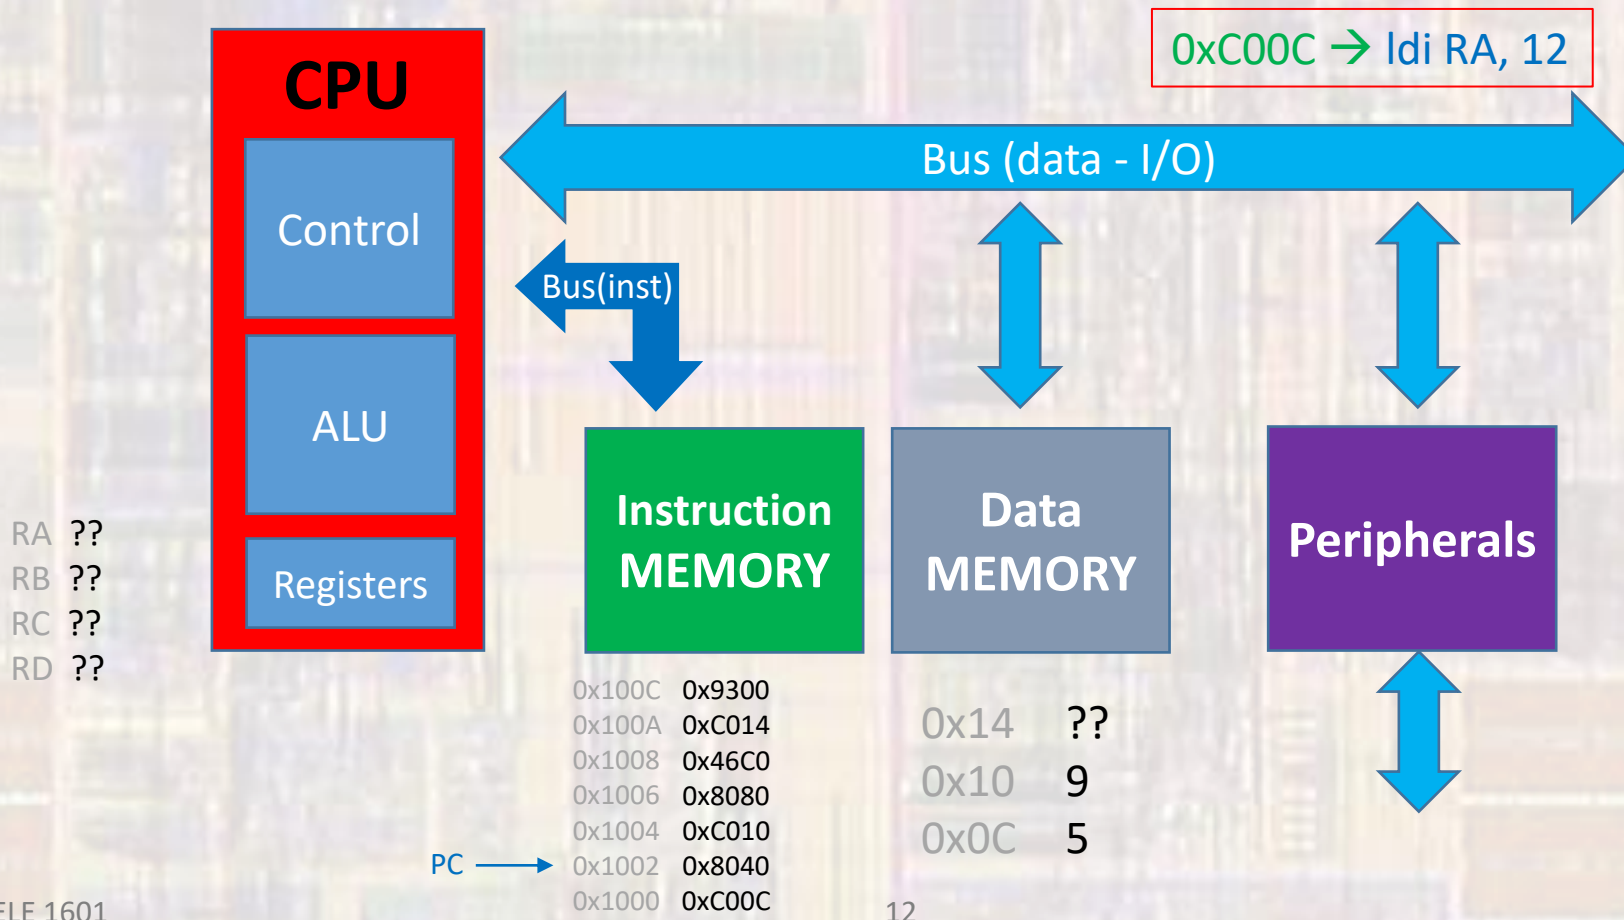 0xC00C → ldi RA, 12
CPU
Control
ALU
Registers
Bus (data - I/O)
Bus(inst)
Instruction
MEMORY
Data
MEMORY
Peripherals
RA ??
RB ??
RC ??
RD ??
0x100C 0x9300
0x100A 0xC014
0x1008 0x46C0
0x1006 0x8080
0x1004 0xC010
PC 0x1002 0x8040
0x1000 0xC00C
0x14 ??
0x10 9
0x0C 5
ELE 1601
12